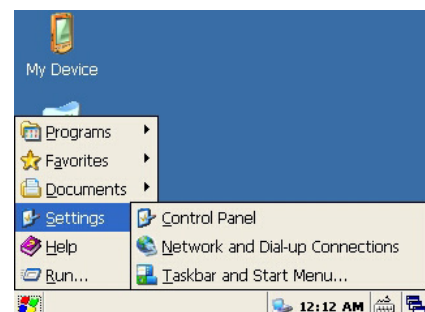 My Device
Programs
Favorites
Documents
Settings
Help
Run...
Control Panel
Network and Dial-up Connections
Taskbar and Start Menu...
12:12 AM